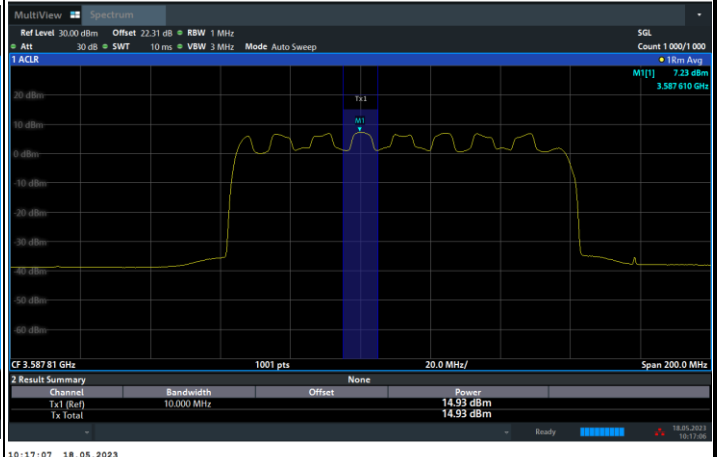 MultiView Spectrum
Ref Level 30.00 dBm Offset 22.31 dB RBW 1 MHz SGL
Att 30 dB SWT 10 ms VBW 3 MHz Mode Auto Sweep Count 1 000/1 000
1 ACLR 1Rm Avg
M1[1] 7.23 dBm
3.587 610 GHz
20 dBm
Tx1
10 dBm
M1
0 dBm
-10 dBm
-20 dBm
-30 dBm
-40 dBm
-50 dBm
-60 dBm
CF 3.587 81 GHz 1001 pts 20.0 MHz/ Span 200.0 MHz
2 Result Summary None
Channel Bandwidth Offset Power
Tx1 (Ref) 10.000 MHz 14.93 dBm
Tx Total 14.93 dBm
Ready 18.05.2023
10:17:06
10:17:07 18.05.2023